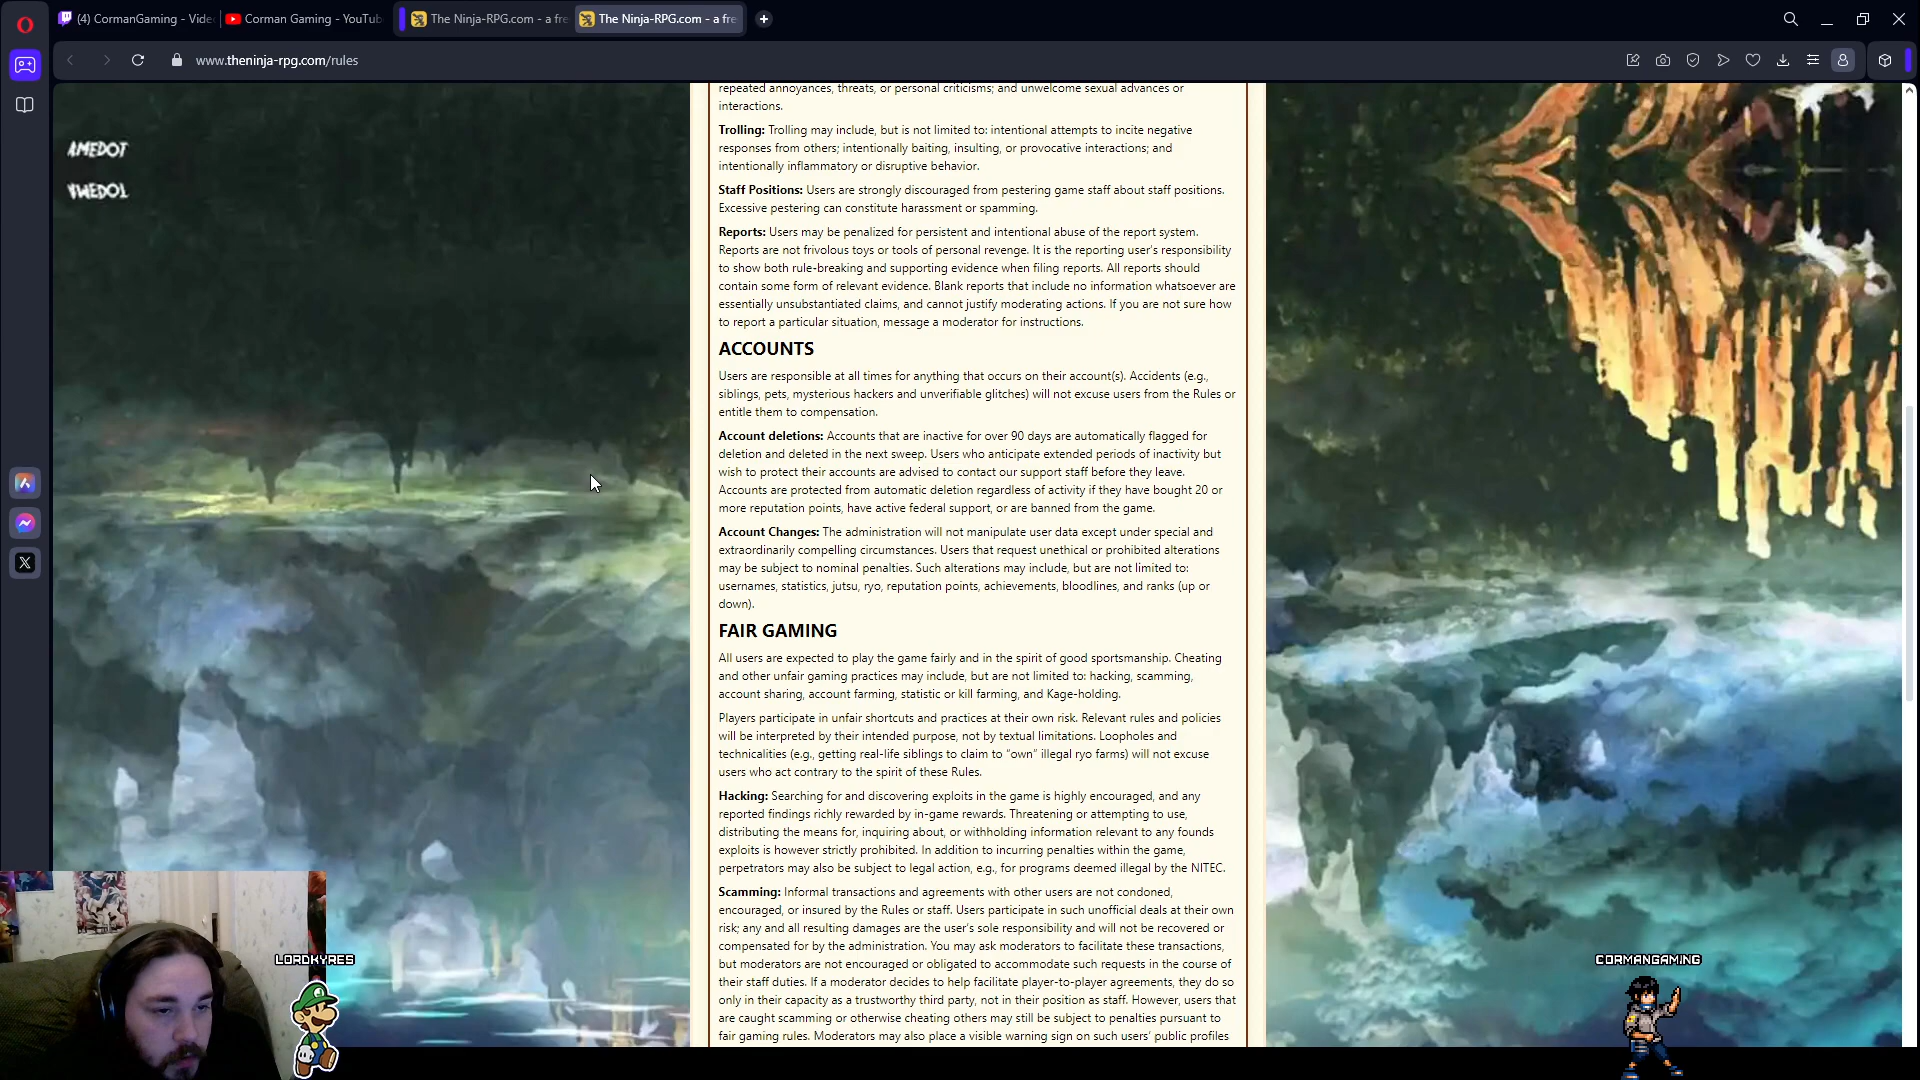 (4) CormanGaming - Vide
Corman Gaming - YouTub
The Ninja-RPG.com - a fre
The Ninja-RPG.com - a fre
www.theninja-rpg.com/rules
AMEDOT
repeated annoyances, threats, or personal criticisms; and unwelcome sexual advances or
interactions.
Trolling: Trolling may include, but is not limited to: intentional attempts to incite negative
responses from others; intentionally baiting, insulting, or provocative interactions; and
intentionally inflammatory or disruptive behavior.
Staff Positions: Users are strongly discouraged from pestering game staff about staff positions.
Excessive pestering can constitute harassment or spamming.
Reports: Users may be penalized for persistent and intentional abuse of the report system.
Reports are not frivolous toys or tools of personal revenge. It is the reporting user's responsibility
to show both rule-breaking and supporting evidence when filing reports. All reports should
contain some form of relevant evidence. Blank reports that include no information whatsoever are
essentially unsubstantiated claims, and cannot justify moderating actions. If you are not sure how
to report a particular situation, message a moderator for instructions.
ACCOUNTS
Users are responsible at all times for anything that occurs on their account(s). Accidents (e.g.,
siblings, pets, mysterious hackers and unverifiable glitches) will not excuse users from the Rules or
entitle them to compensation.
Account deletions: Accounts that are inactive for over 90 days are automatically flagged for
deletion and deleted in the next sweep. Users who anticipate extended periods of inactivity but
wish to protect their accounts are advised to contact our support staff before they leave.
Accounts are protected from automatic deletion regardless of activity if they have bought 20 or
more reputation points, have active federal support, or are banned from the game.
Account Changes: The administration will not manipulate user data except under special and
extraordinarily compelling circumstances. Users that request unethical or prohibited alterations
may be subject to nominal penalties. Such alterations may include, but are not limited to:
usernames, statistics, jutsu, ryo, reputation points, achievements, bloodlines, and ranks (up or
down).
FAIR GAMING
All users are expected to play the game fairly and in the spirit of good sportsmanship. Cheating
and other unfair gaming practices may include, but are not limited to: hacking, scamming,
account sharing, account farming, statistic or kill farming, and Kage-holding.
Players participate in unfair shortcuts and practices at their own risk. Relevant rules and policies
will be interpreted by their intended purpose, not by textual limitations. Loopholes and
technicalities (e.g., getting real-life siblings to claim to “own” illegal ryo farms) will not excuse
users who act contrary to the spirit of these Rules.
Hacking: Searching for and discovering exploits in the game is highly encouraged, and any
reported findings richly rewarded by in-game rewards. Threatening or attempting to use,
distributing the means for, inquiring about, or withholding information relevant to any founds
exploits is however strictly prohibited. In addition to incurring penalties within the game,
perpetrators may also be subject to legal action, e.g., for programs deemed illegal by the NITEC.
Scamming: Informal transactions and agreements with other users are not condoned,
encouraged, or insured by the Rules or staff. Users participate in such unofficial deals at their own
risk; any and all resulting damages are the user's sole responsibility and will not be recovered or
compensated for by the administration. You may ask moderators to facilitate these transactions,
but moderators are not encouraged or obligated to accommodate such requests in the course of
their staff duties. If a moderator decides to help facilitate player-to-player agreements, they do so
only in their capacity as a trustworthy third party, not in their position as staff. However, users that
are caught scamming or otherwise cheating others may still be subject to penalties pursuant to
fair gaming rules. Moderators may also place a visible warning sign on such users' public profiles
LORDKYRES
CORMANGAMING